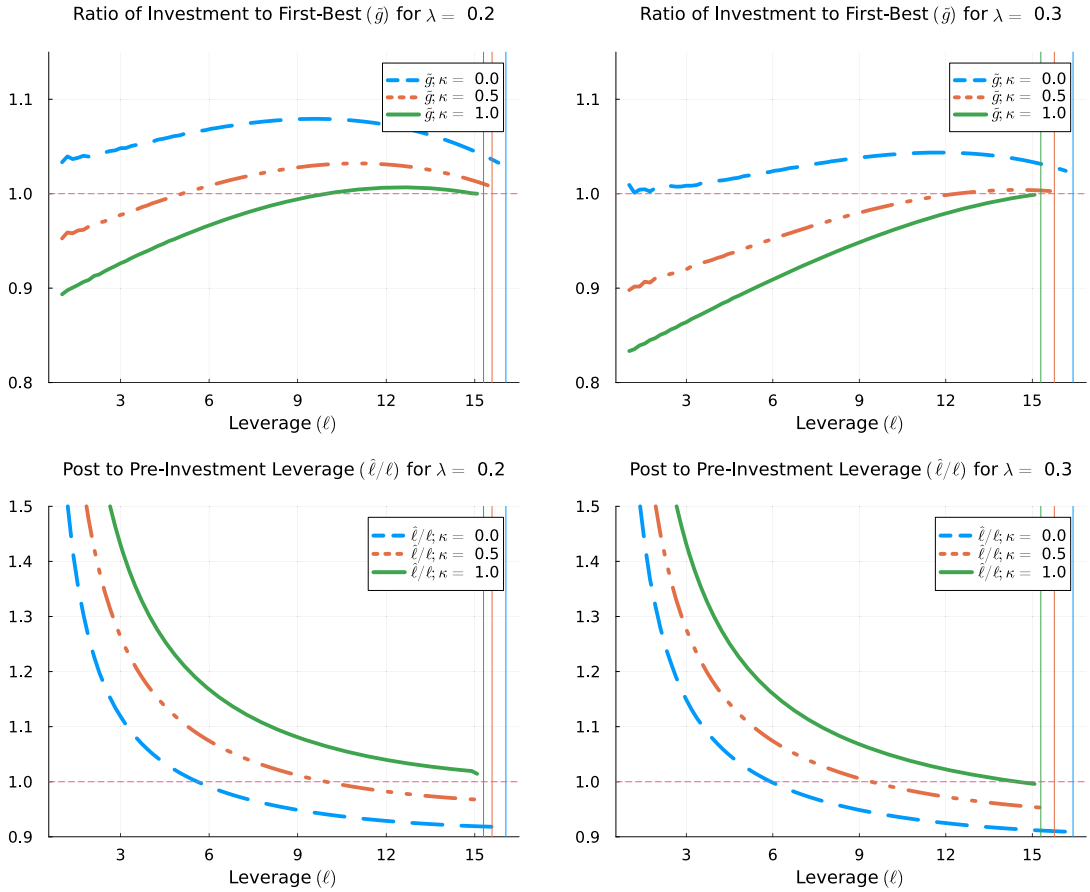 Ratio of Investment to First-Best (g̃) for λ = 0.2
1.1
1.0
0.9
0.8
g̃; κ = 0.0
g̃; κ = 0.5
g̃; κ = 1.0
3 6 9 12 15
Leverage (ℓ)
Ratio of Investment to First-Best (g̃) for λ = 0.3
1.1
1.0
0.9
0.8
g̃; κ = 0.0
g̃; κ = 0.5
g̃; κ = 1.0
3 6 9 12 15
Leverage (ℓ)
Post to Pre-Investment Leverage (ℓ̂/ℓ) for λ = 0.2
1.5
1.4
1.3
1.2
1.1
1.0
0.9
ℓ̂/ℓ; κ = 0.0
ℓ̂/ℓ; κ = 0.5
ℓ̂/ℓ; κ = 1.0
3 6 9 12 15
Leverage (ℓ)
Post to Pre-Investment Leverage (ℓ̂/ℓ) for λ = 0.3
1.5
1.4
1.3
1.2
1.1
1.0
0.9
ℓ̂/ℓ; κ = 0.0
ℓ̂/ℓ; κ = 0.5
ℓ̂/ℓ; κ = 1.0
3 6 9 12 15
Leverage (ℓ)